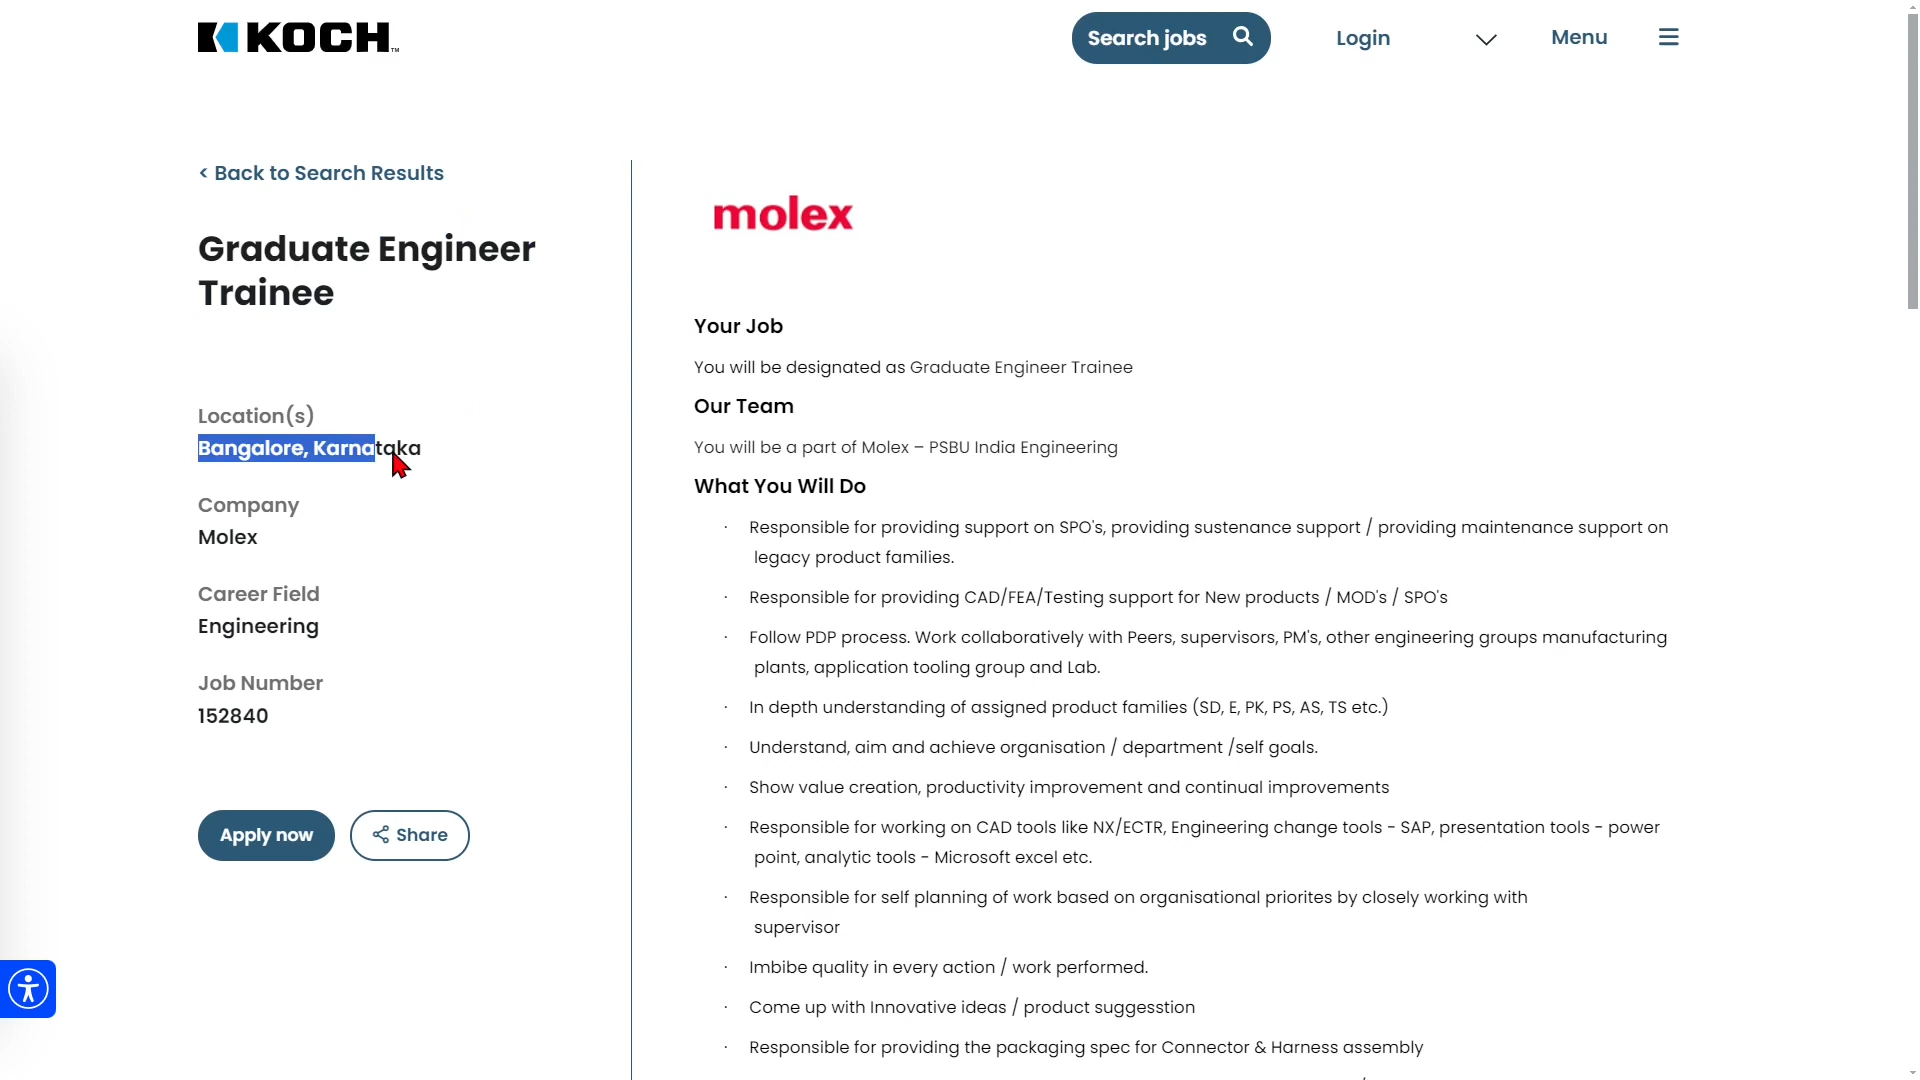 KOCH™
Search jobs
Login
Menu
< Back to Search Results
Graduate Engineer
Trainee
Location(s)
Bangalore, Karnataka
Company
Molex
Career Field
Engineering
Job Number
152840
Apply now
Share
molex
Your Job
You will be designated as Graduate Engineer Trainee
Our Team
You will be a part of Molex – PSBU India Engineering
What You Will Do
· Responsible for providing support on SPO's, providing sustenance support / providing maintenance support on
legacy product families.
· Responsible for providing CAD/FEA/Testing support for New products / MOD's / SPO's
· Follow PDP process. Work collaboratively with Peers, supervisors, PM's, other engineering groups manufacturing
plants, application tooling group and Lab.
· In depth understanding of assigned product families (SD, E, PK, PS, AS, TS etc.)
· Understand, aim and achieve organisation / department /self goals.
· Show value creation, productivity improvement and continual improvements
· Responsible for working on CAD tools like NX/ECTR, Engineering change tools - SAP, presentation tools - power
point, analytic tools - Microsoft excel etc.
· Responsible for self planning of work based on organisational priorites by closely working with
supervisor
· Imbibe quality in every action / work performed.
· Come up with Innovative ideas / product suggesstion
· Responsible for providing the packaging spec for Connector & Harness assembly